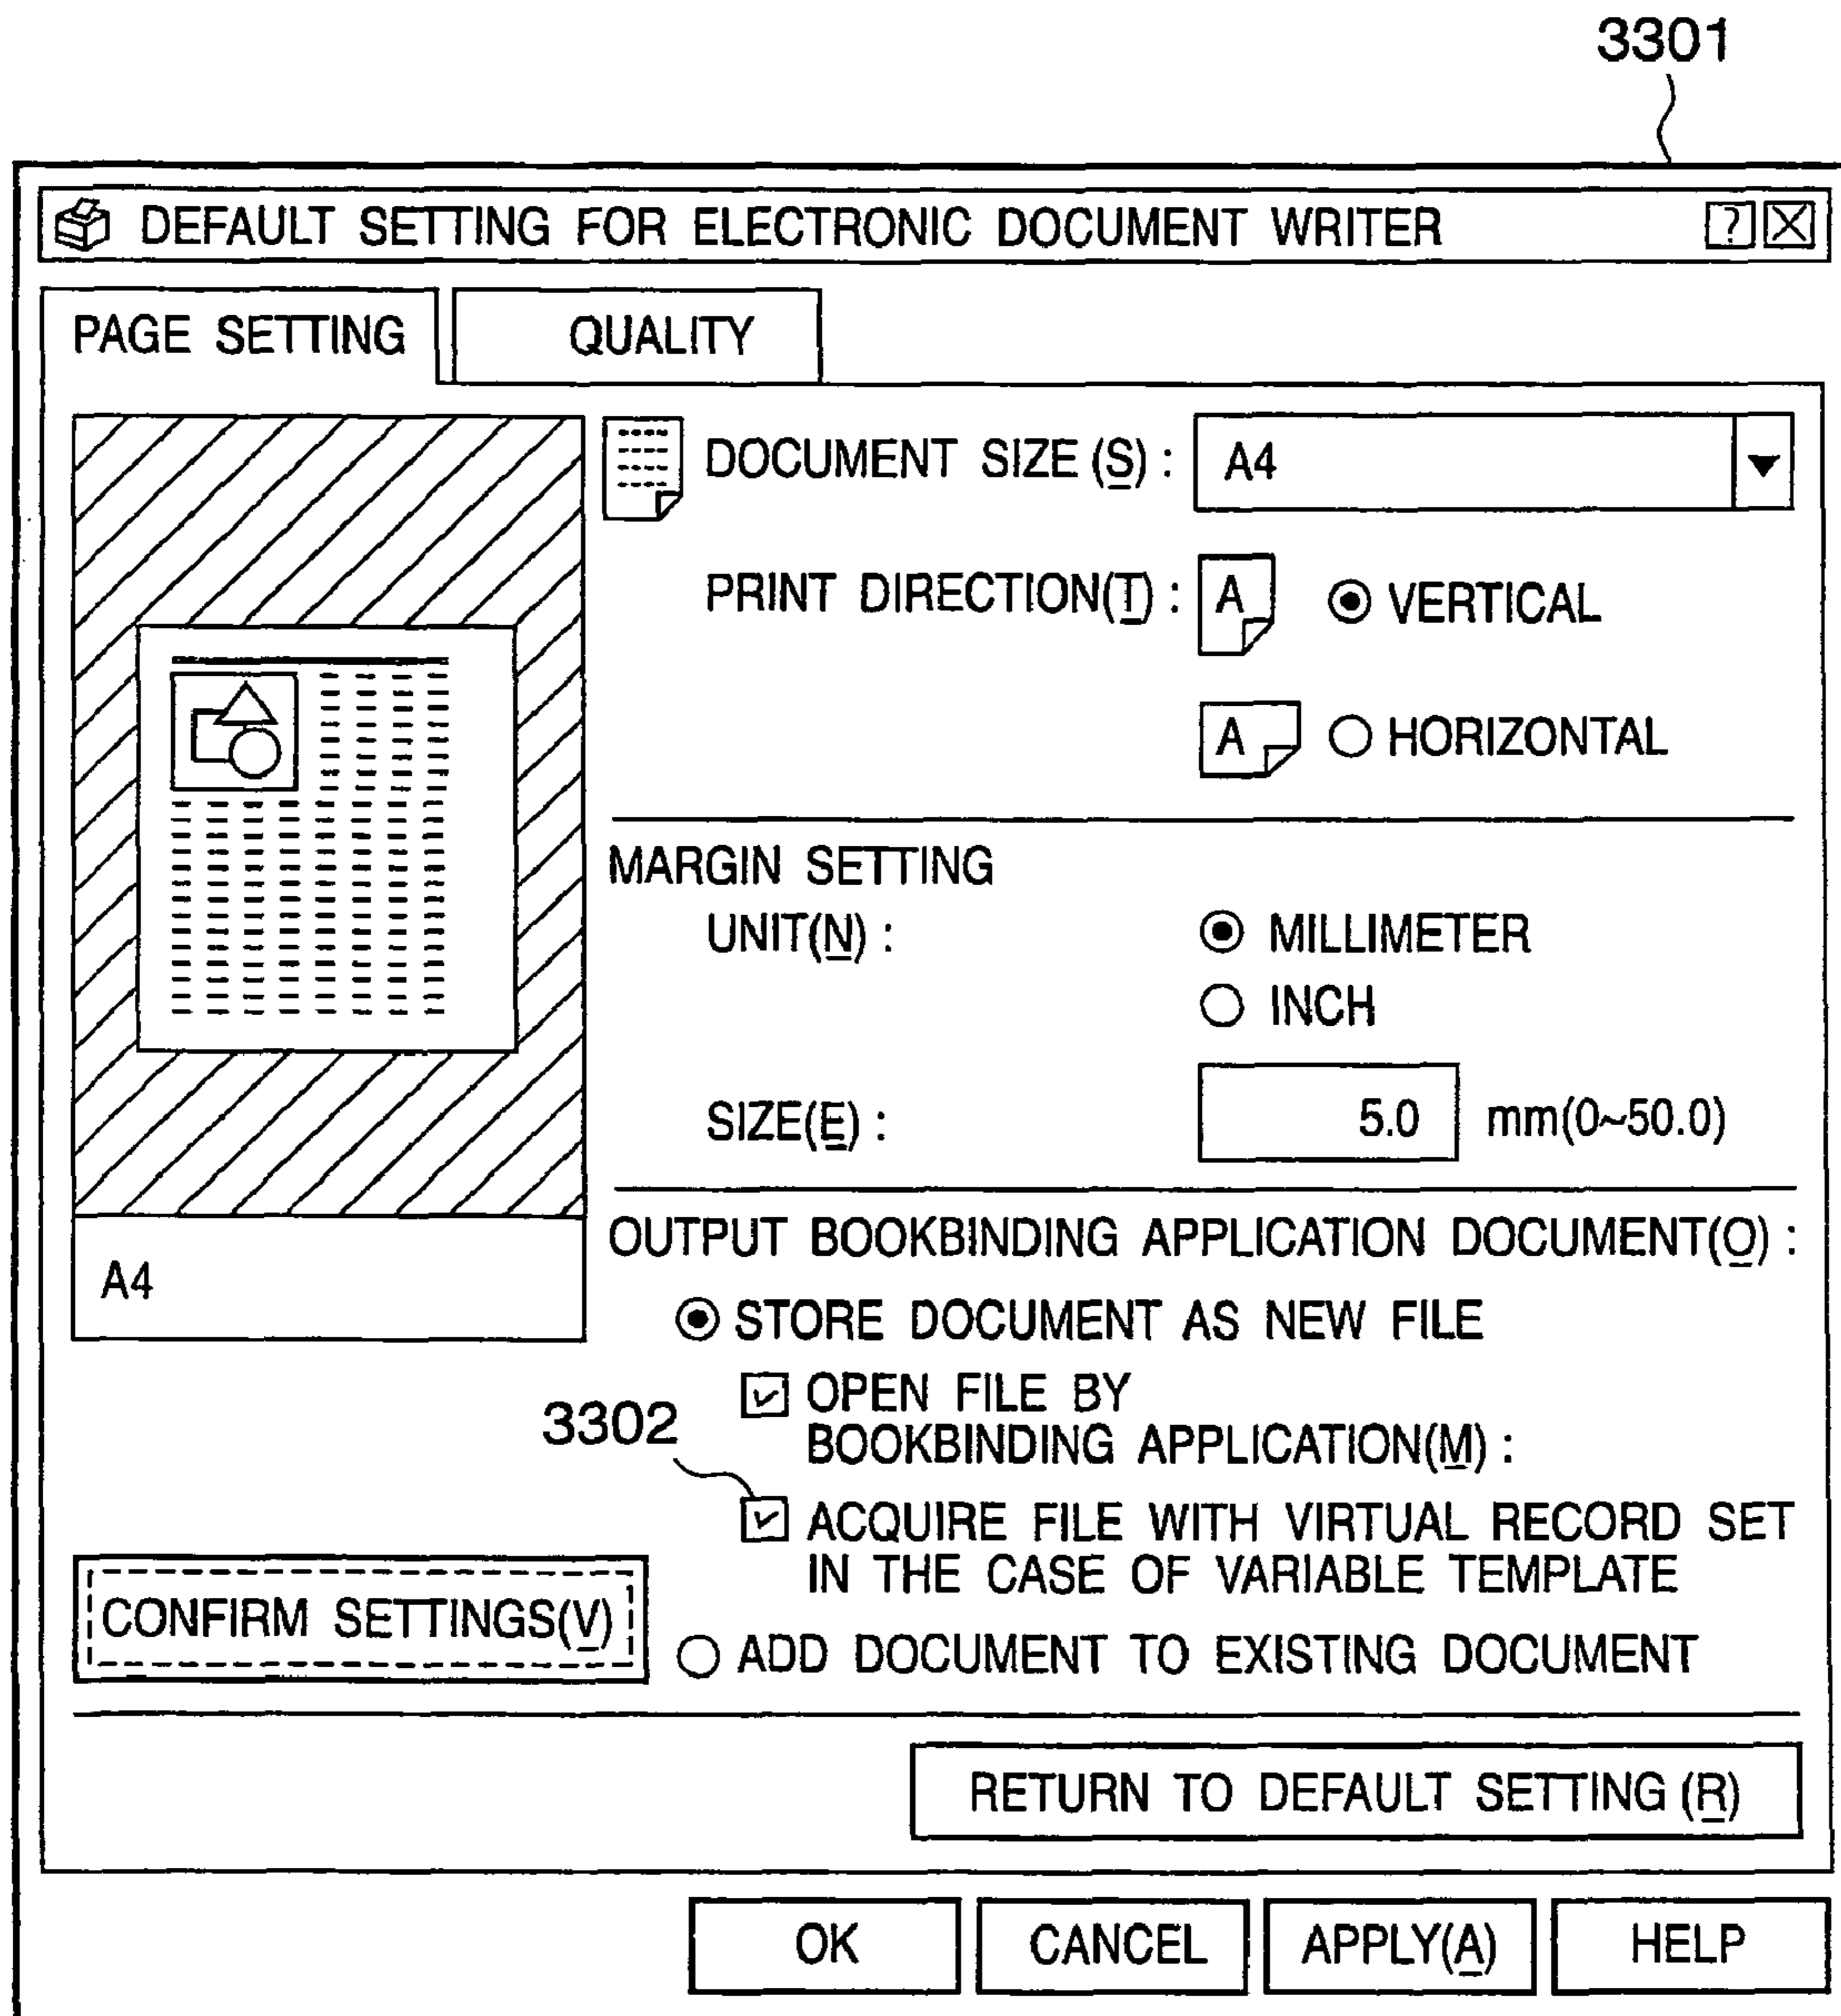 3301
DEFAULT SETTING FOR ELECTRONIC DOCUMENT WRITER ?
PAGE SETTING QUALITY
DOCUMENT SIZE (S) : A4
PRINT DIRECTION(T) : A VERTICAL
A HORIZONTAL
MARGIN SETTING
UNIT(N) : MILLIMETER
INCH
SIZE(E) : 5.0 mm(0~50.0)
A4
OUTPUT BOOKBINDING APPLICATION DOCUMENT(O) :
STORE DOCUMENT AS NEW FILE
OPEN FILE BY
BOOKBINDING APPLICATION(M) :
3302
ACQUIRE FILE WITH VIRTUAL RECORD SET
IN THE CASE OF VARIABLE TEMPLATE
CONFIRM SETTINGS(V)
ADD DOCUMENT TO EXISTING DOCUMENT
RETURN TO DEFAULT SETTING (R)
OK CANCEL APPLY(A) HELP